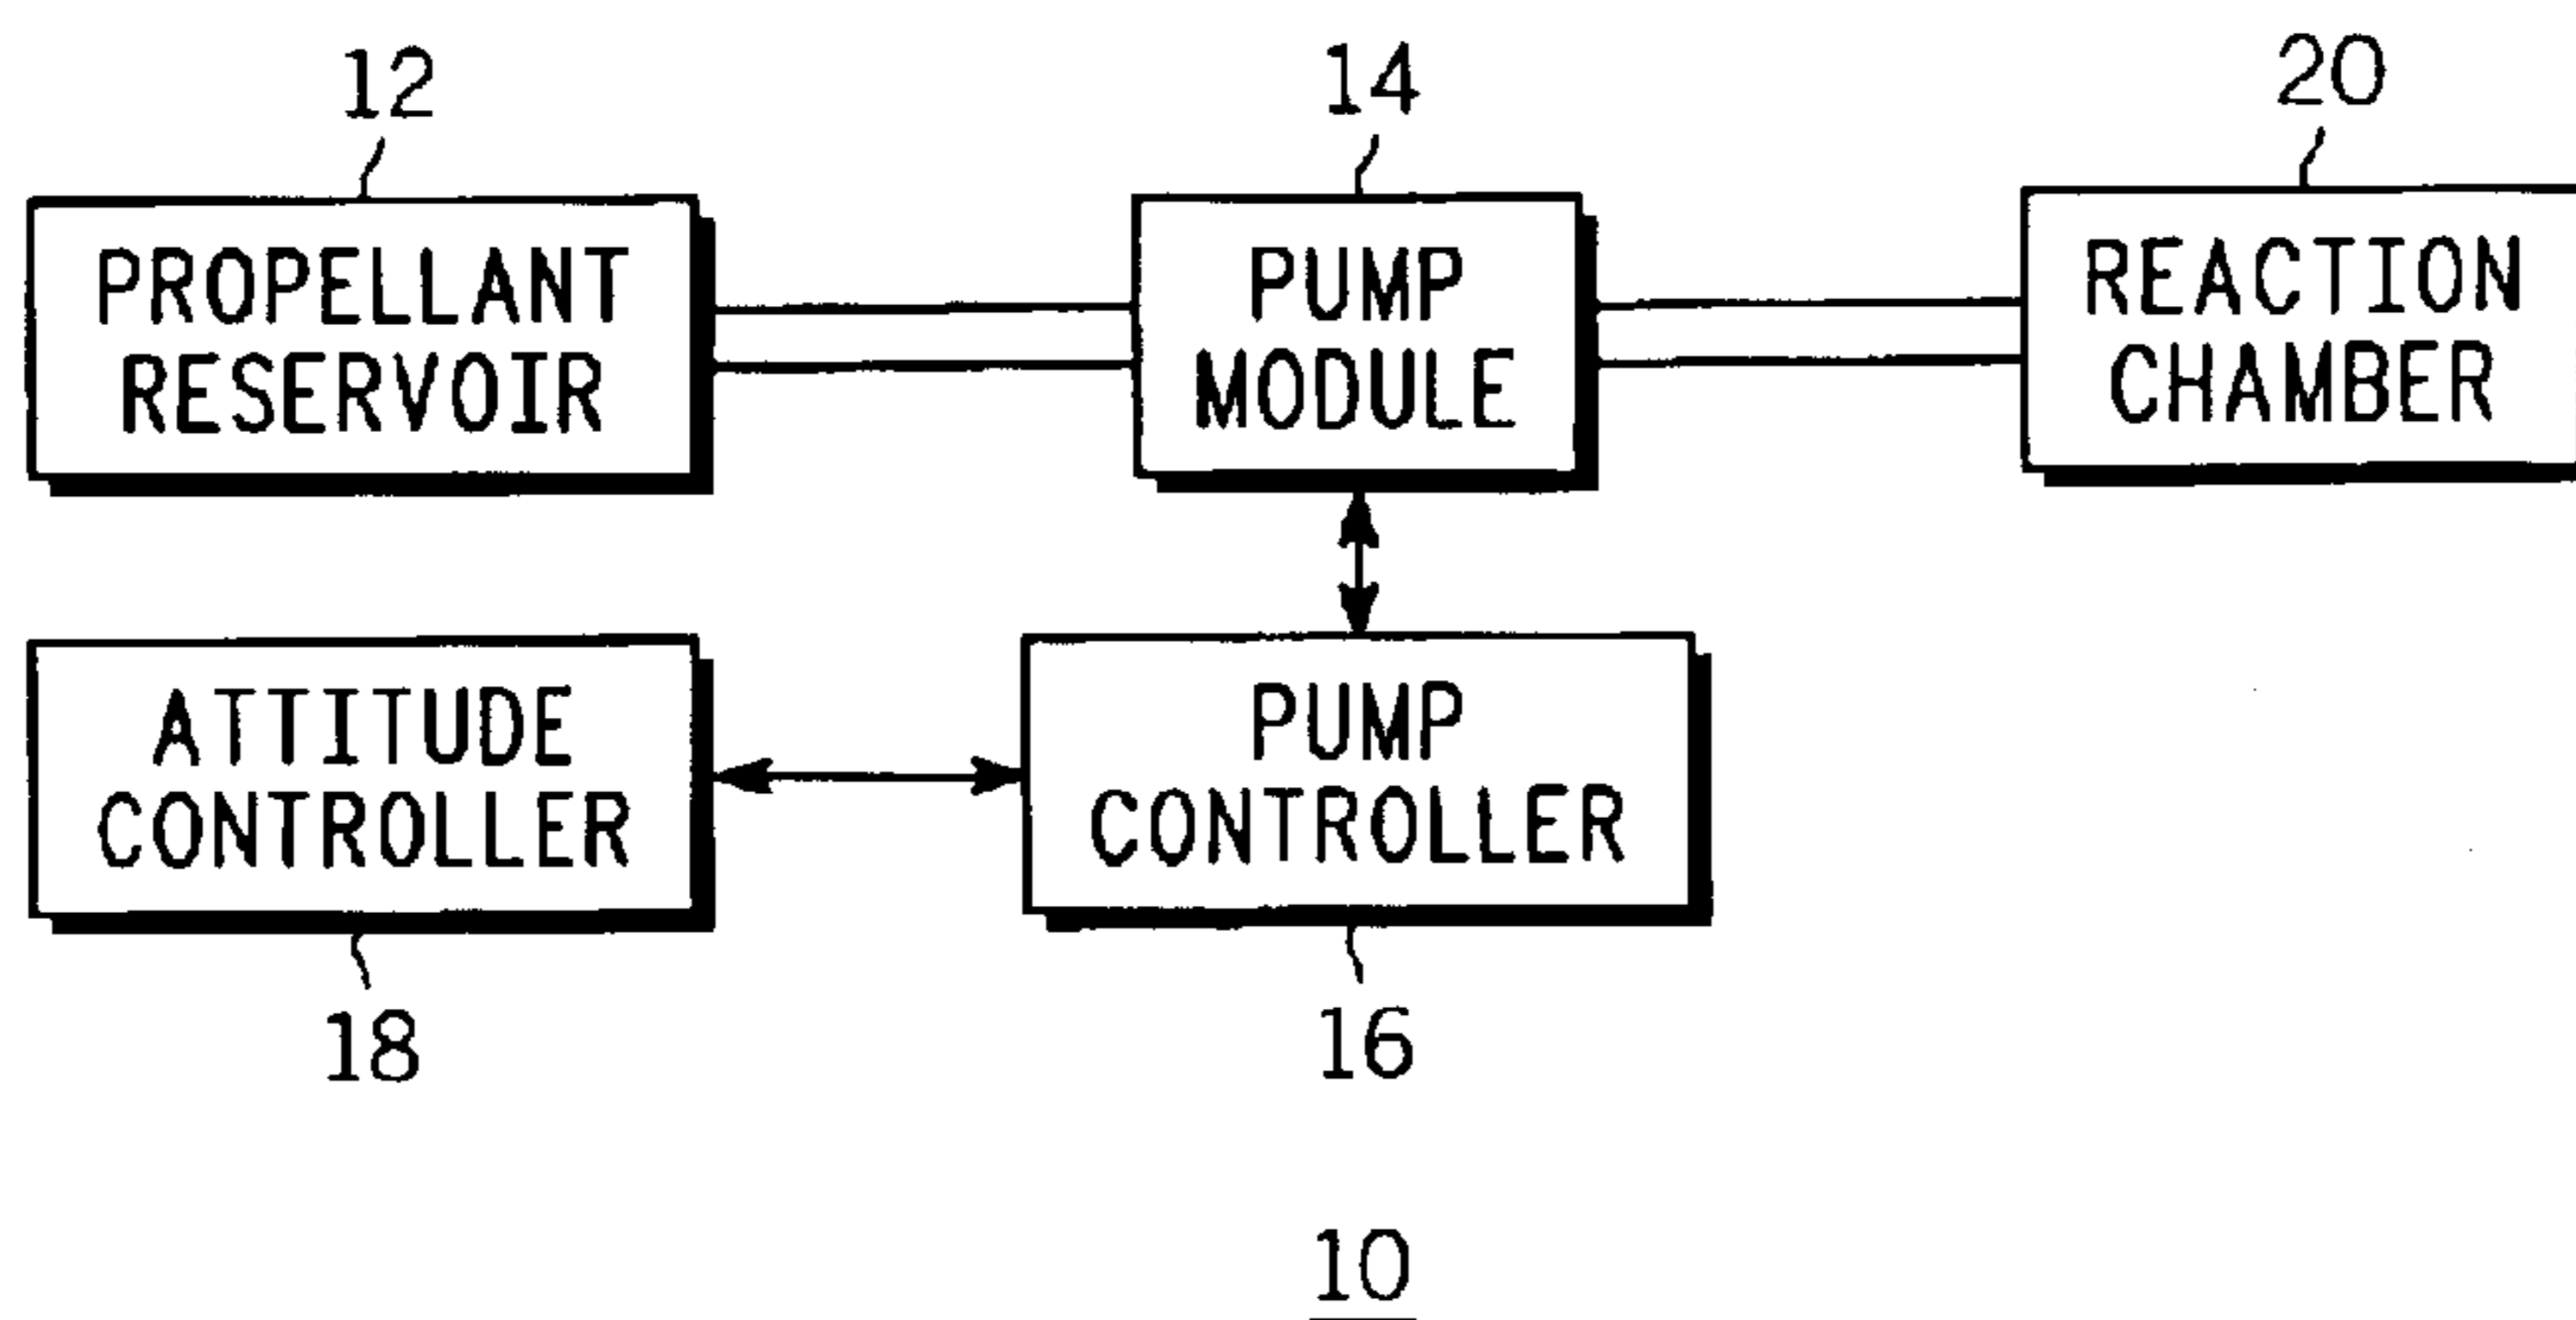 12
14
20
PROPELLANT
RESERVOIR
PUMP
MODULE
REACTION
CHAMBER
ATTITUDE
CONTROLLER
PUMP
CONTROLLER
18
16
10